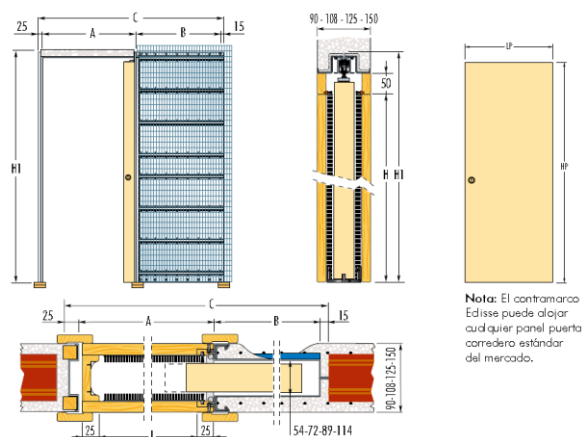 C
90 - 108 - 125 - 150
25
A
B
15
LP
50
H1
H
H1
HP
Nota: El contramarco
Edisse puede alojar
cualquier panel puerta
corredero estándar
del mercado.
C
25
A
B
15
90-108-125-150
25
L
25
54-72-89-114